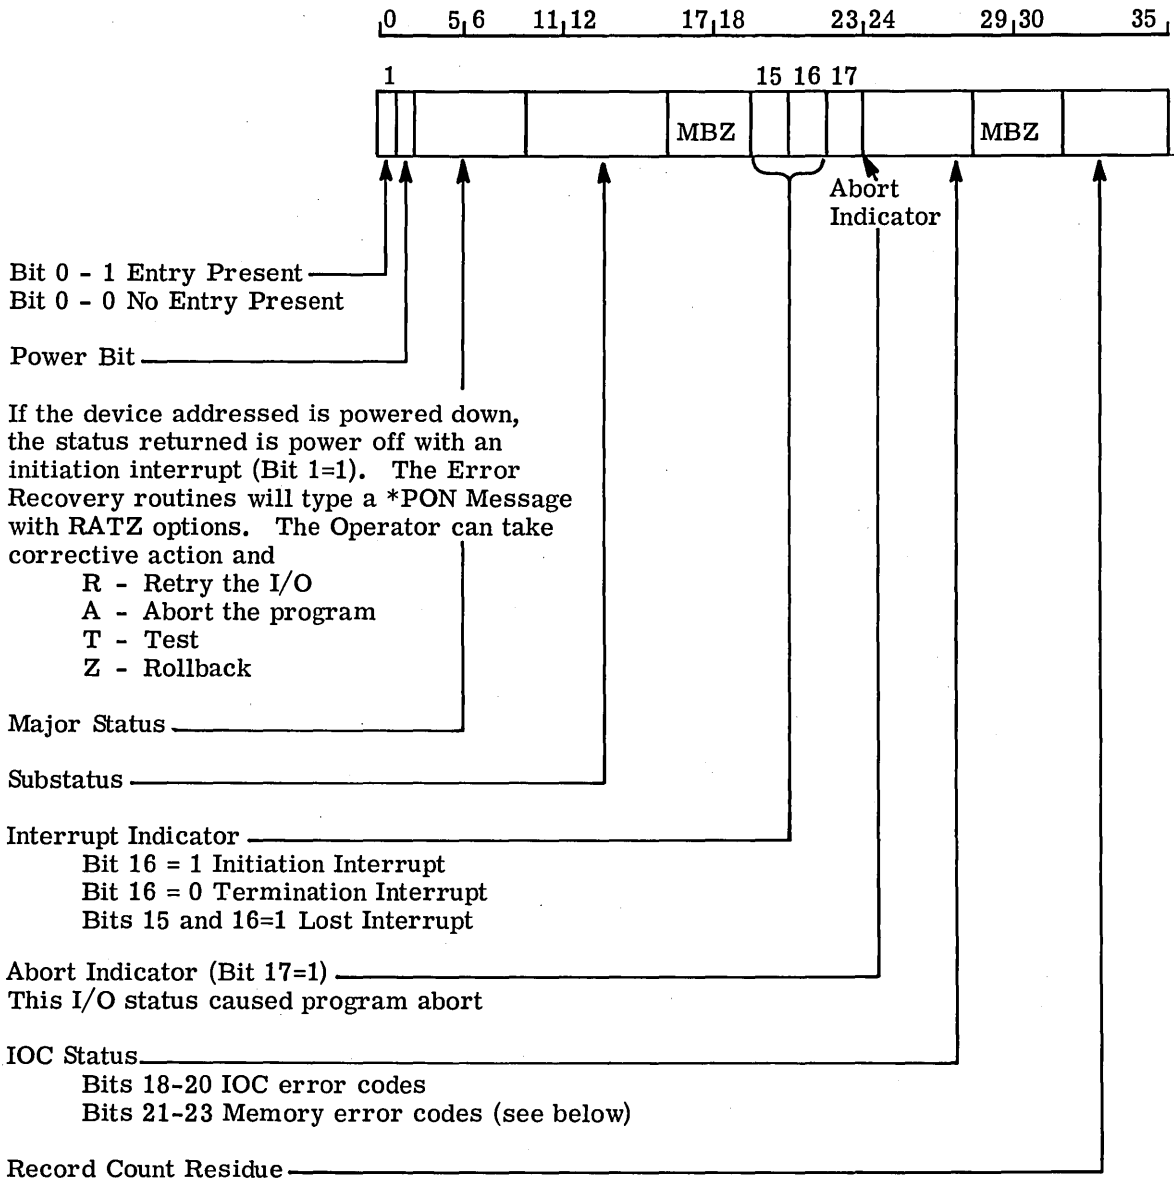 0 5 6 11 12 17 18 23 24 29 30 35
1 15 16 17
MBZ MBZ
Abort
Indicator
Bit 0 - 1 Entry Present
Bit 0 - 0 No Entry Present
Power Bit
If the device addressed is powered down,
the status returned is power off with an
initiation interrupt (Bit 1=1). The Error
Recovery routines will type a *PON Message
with RATZ options. The Operator can take
corrective action and
R - Retry the I/O
A - Abort the program
T - Test
Z - Rollback
Major Status
Substatus
Interrupt Indicator
Bit 16 = 1 Initiation Interrupt
Bit 16 = 0 Termination Interrupt
Bits 15 and 16=1 Lost Interrupt
Abort Indicator (Bit 17=1)
This I/O status caused program abort
IOC Status
Bits 18-20 IOC error codes
Bits 21-23 Memory error codes (see below)
Record Count Residue